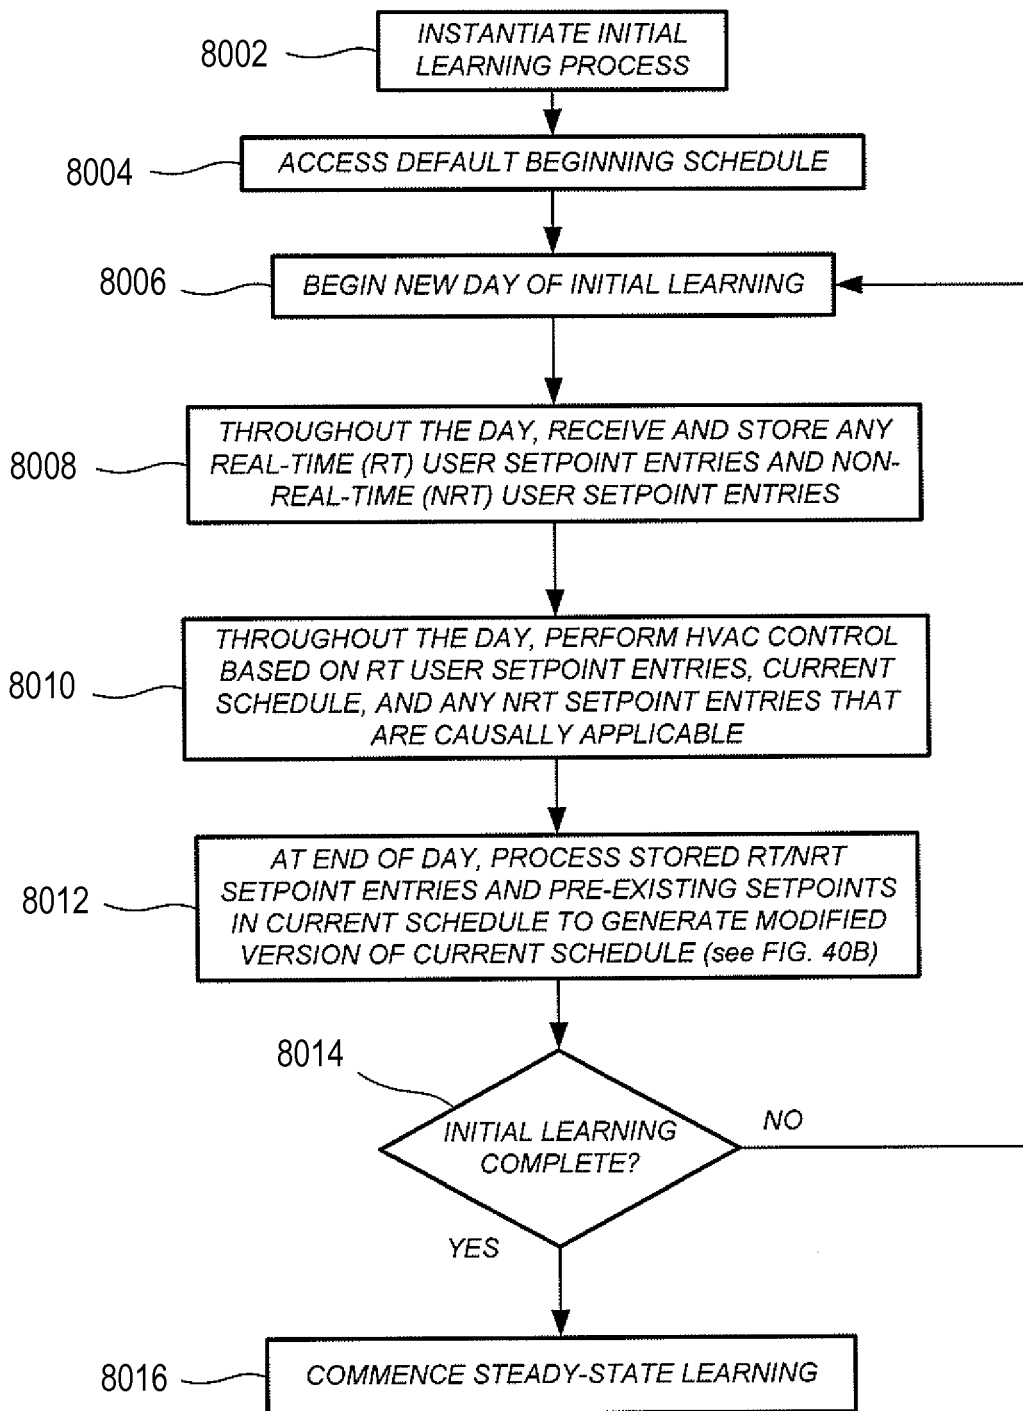 8002
INSTANTIATE INITIAL
LEARNING PROCESS
8004
ACCESS DEFAULT BEGINNING SCHEDULE
8006
BEGIN NEW DAY OF INITIAL LEARNING
8008
THROUGHOUT THE DAY, RECEIVE AND STORE ANY
REAL-TIME (RT) USER SETPOINT ENTRIES AND NON-
REAL-TIME (NRT) USER SETPOINT ENTRIES
8010
THROUGHOUT THE DAY, PERFORM HVAC CONTROL
BASED ON RT USER SETPOINT ENTRIES, CURRENT
SCHEDULE, AND ANY NRT SETPOINT ENTRIES THAT
ARE CAUSALLY APPLICABLE
8012
AT END OF DAY, PROCESS STORED RT/NRT
SETPOINT ENTRIES AND PRE-EXISTING SETPOINTS
IN CURRENT SCHEDULE TO GENERATE MODIFIED
VERSION OF CURRENT SCHEDULE (see FIG. 40B)
8014
INITIAL LEARNING
COMPLETE?
NO
YES
8016
COMMENCE STEADY-STATE LEARNING